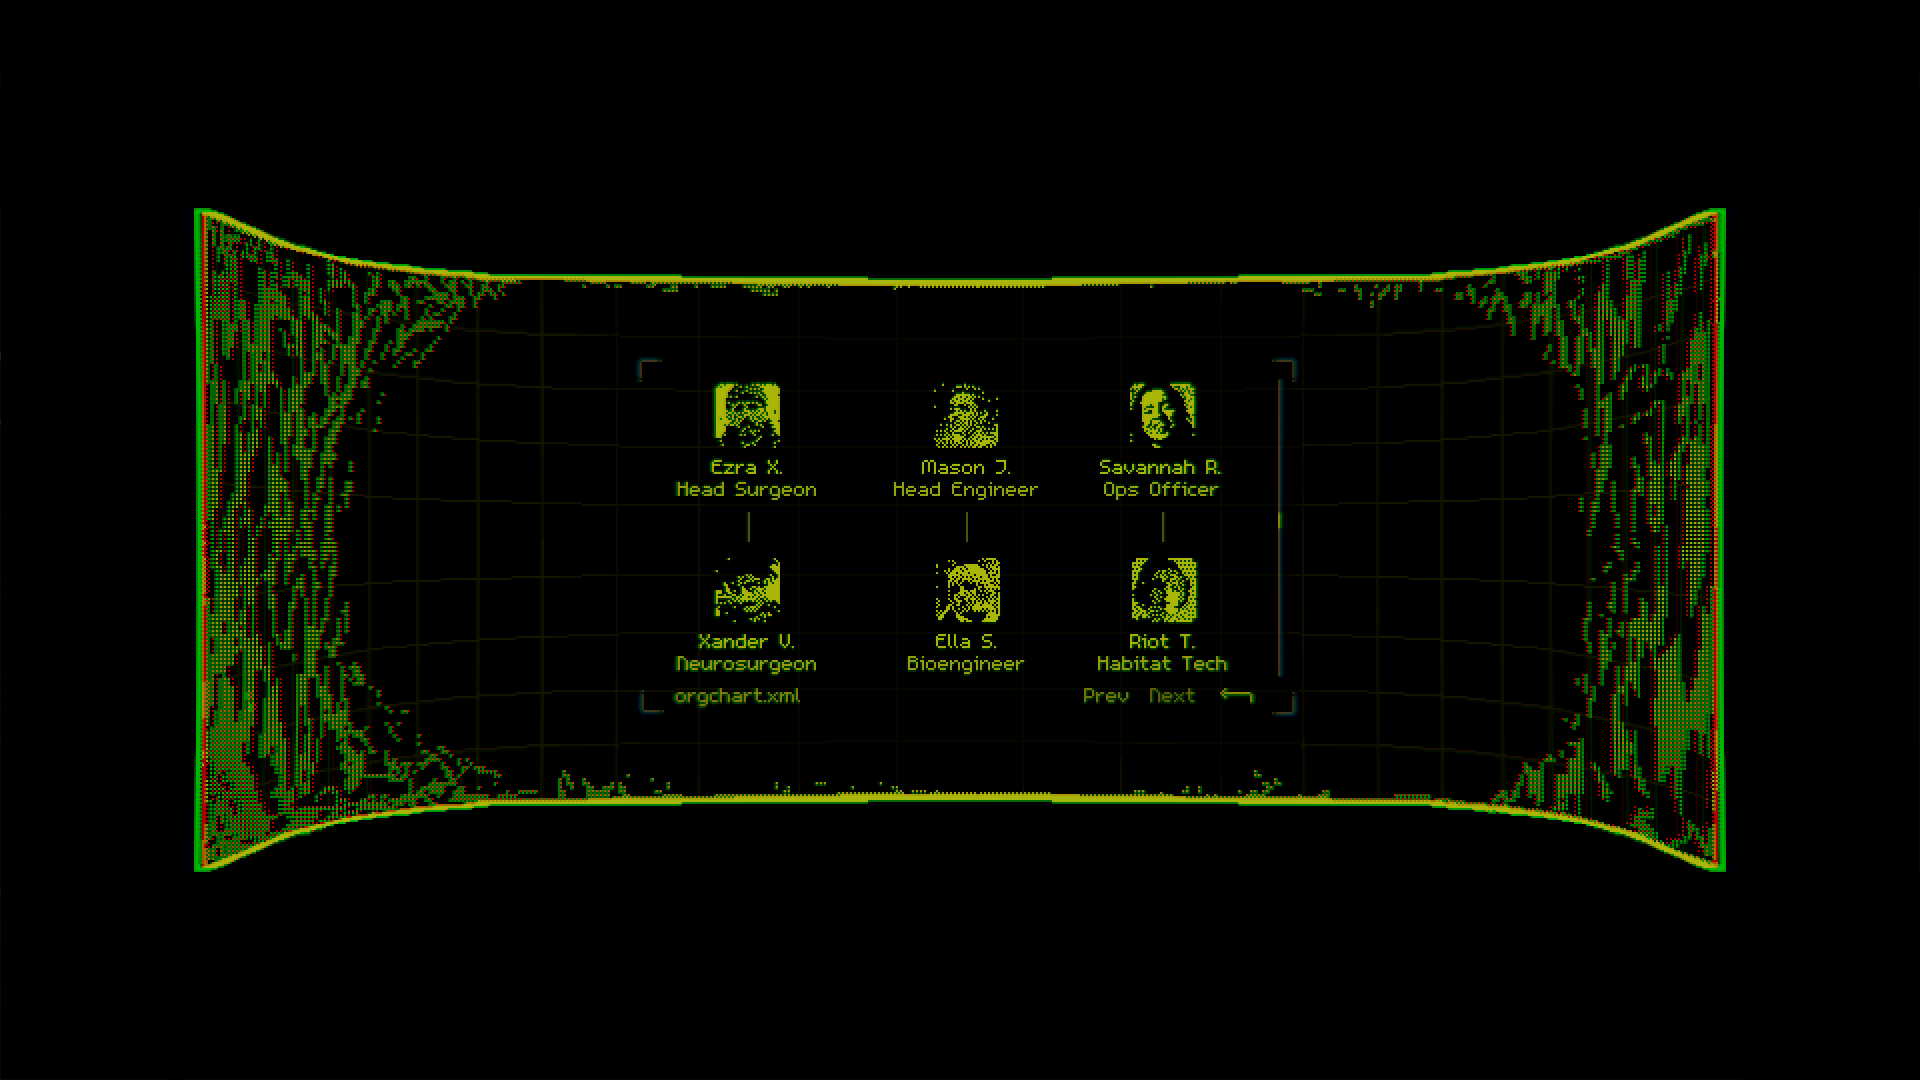 Ezra X.
Head Surgeon
Mason J.
Head Engineer
Savannah R.
Ops Officer
Xander V.
Neurosurgeon
Ella S.
Bioengineer
Riot T.
Habitat Tech
orgchart.xml
Prev Next